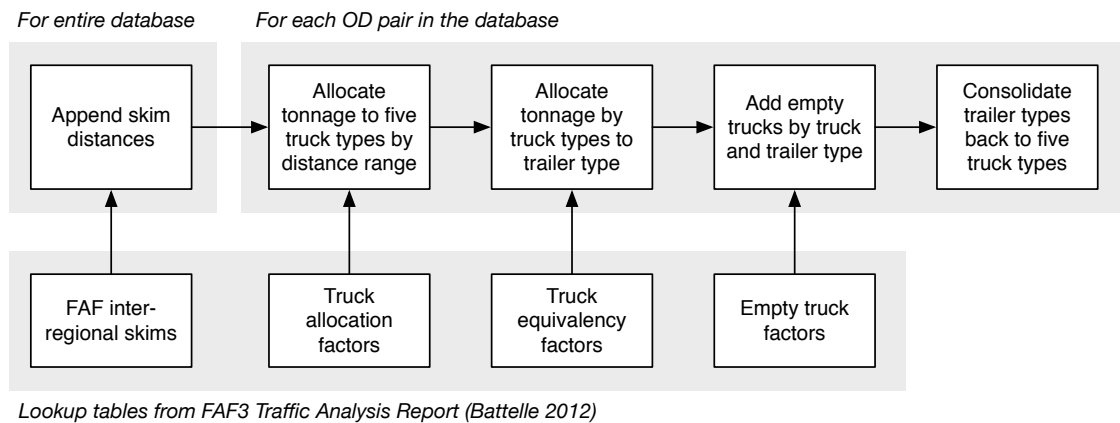 For entire database
For each OD pair in the database
Append skim
distances
Allocate
tonnage to five
truck types by
distance range
Allocate
tonnage by
truck types to
trailer type
Add empty
trucks by truck
and trailer type
Consolidate
trailer types
back to five
truck types
FAF inter-
regional skims
Truck
allocation
factors
Truck
equivalency
factors
Empty truck
factors
Lookup tables from FAF3 Traffic Analysis Report (Battelle 2012)